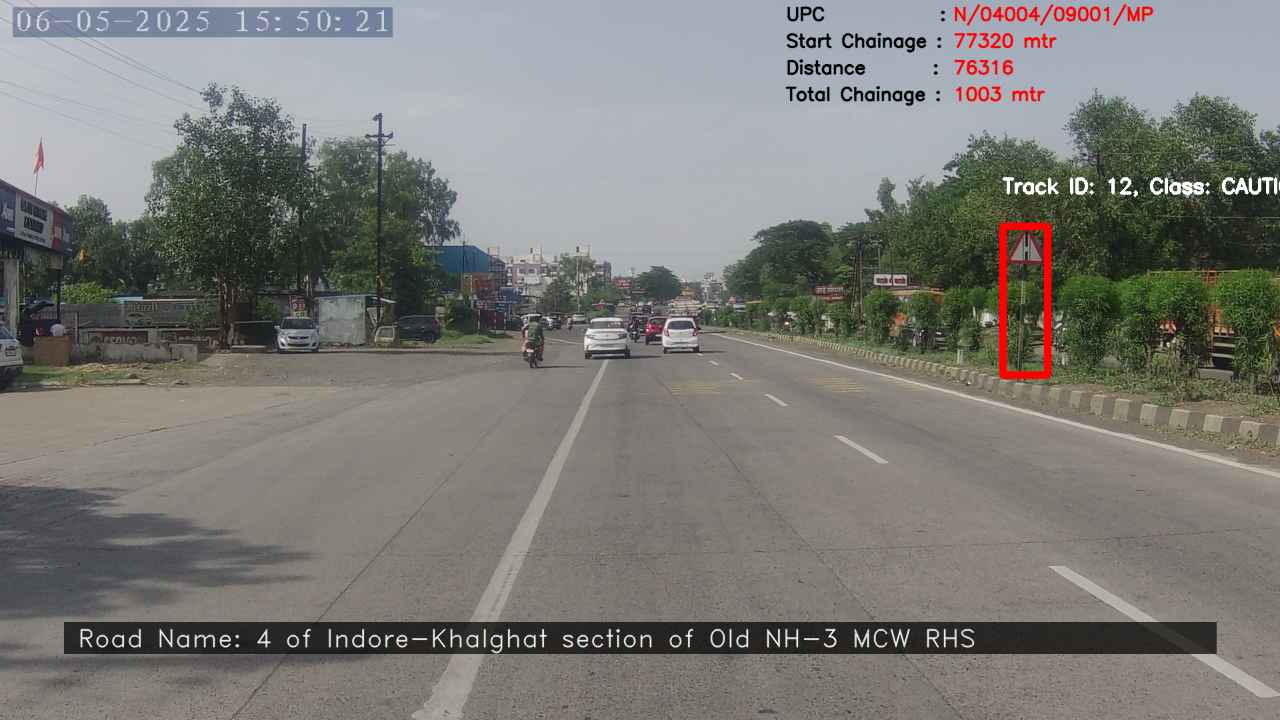 06-05-2025 15:50:21
UPC : N/04004/09001/MP
Start Chainage : 77320 mtr
Distance : 76316
Total Chainage : 1003 mtr
Track ID: 12, Class: CAUTI
Road Name: 4 of Indore-Khalghat section of Old NH-3 MCW RHS